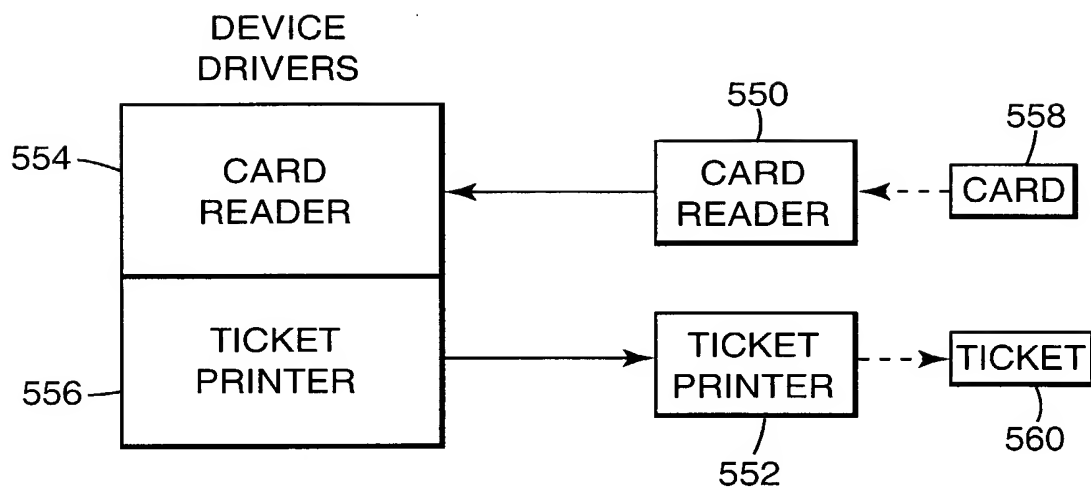 DEVICE
DRIVERS
554
CARD
READER
550
CARD
READER
558
CARD
556
TICKET
PRINTER
TICKET
PRINTER
552
TICKET
560